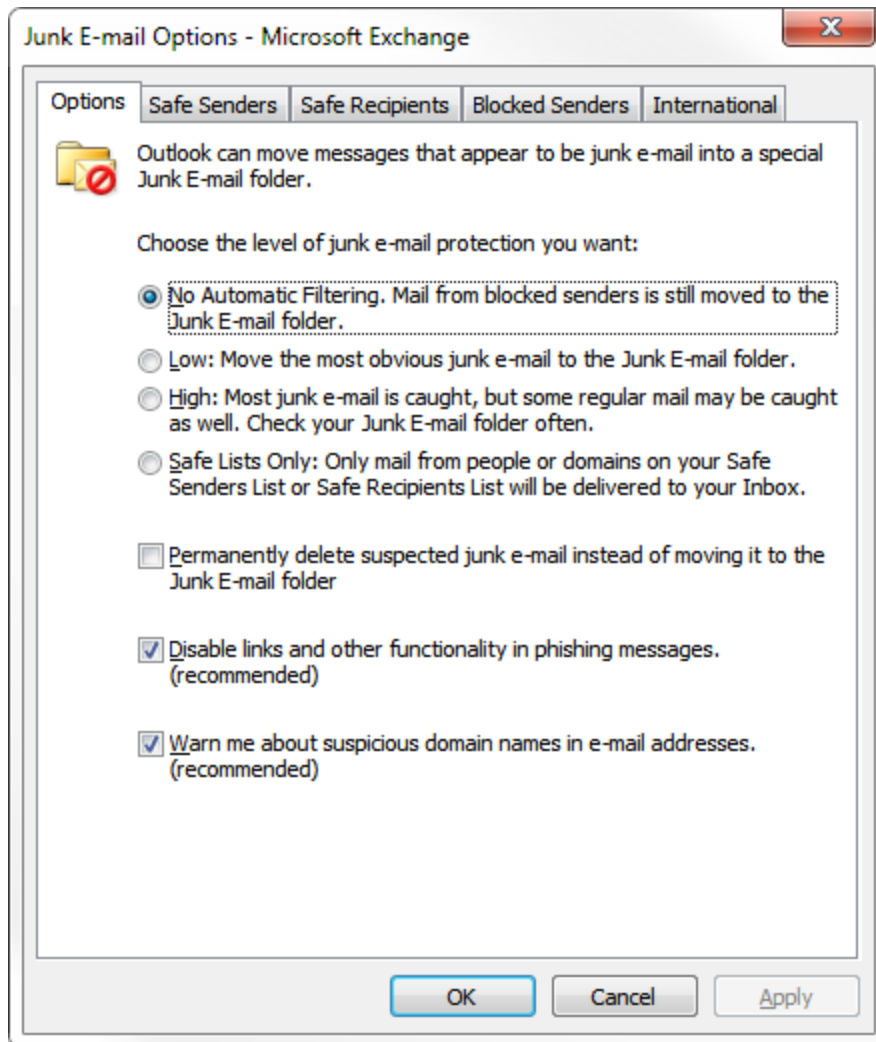 Junk E-mail Options - Microsoft Exchange
Options Safe Senders Safe Recipients Blocked Senders International
Outlook can move messages that appear to be junk e-mail into a special
Junk E-mail folder.
Choose the level of junk e-mail protection you want:
No Automatic Filtering. Mail from blocked senders is still moved to the
Junk E-mail folder.
Low: Move the most obvious junk e-mail to the Junk E-mail folder.
High: Most junk e-mail is caught, but some regular mail may be caught
as well. Check your Junk E-mail folder often.
Safe Lists Only: Only mail from people or domains on your Safe
Senders List or Safe Recipients List will be delivered to your Inbox.
Permanently delete suspected junk e-mail instead of moving it to the
Junk E-mail folder
Disable links and other functionality in phishing messages.
(recommended)
Warn me about suspicious domain names in e-mail addresses.
(recommended)
OK Cancel Apply